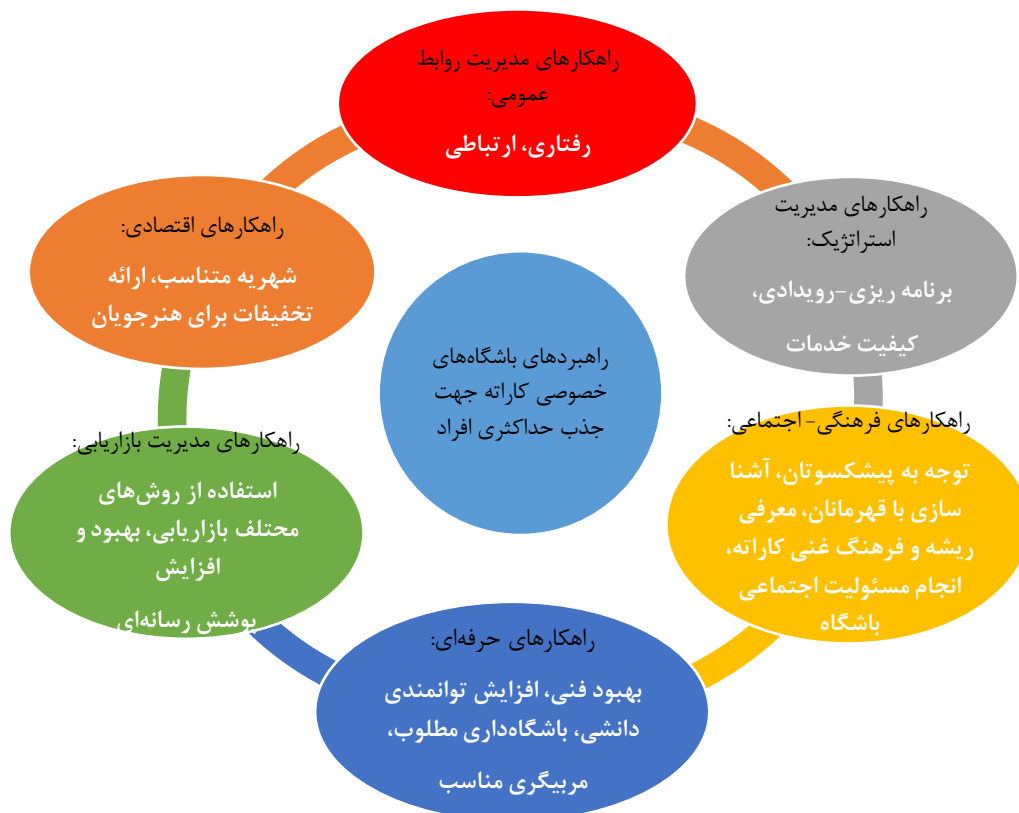 راهکارهای مدیریت روابط
عمومی:
رفتاری، ارتباطی
راهکارهای مدیریت
استراتژیک:
برنامه ریزی-رویدادی،
کیفیت خدمات
راهکارهای فرهنگی- اجتماعی:
توجه به پیشکسوتان، آشنا
سازی با قهرمانان، معرفی
ریشه و فرهنگ غنی کاراته،
انجام مسئولیت اجتماعی
باشگاه
راهکارهای حرفه‌ای:
بهبود فنی، افزایش توانمندی
دانشی، باشگاه‌داری مطلوب،
مربیگری مناسب
راهکارهای مدیریت بازاریابی:
استفاده از روش‌های
مختلف بازاریابی، بهبود و
افزایش
پوشش رسانه‌ای
راهکارهای اقتصادی:
شهریه متناسب، ارائه
تخفیفات برای هنرجویان
راهبردهای باشگاه‌های
خصوصی کاراته جهت
جذب حداکثری افراد